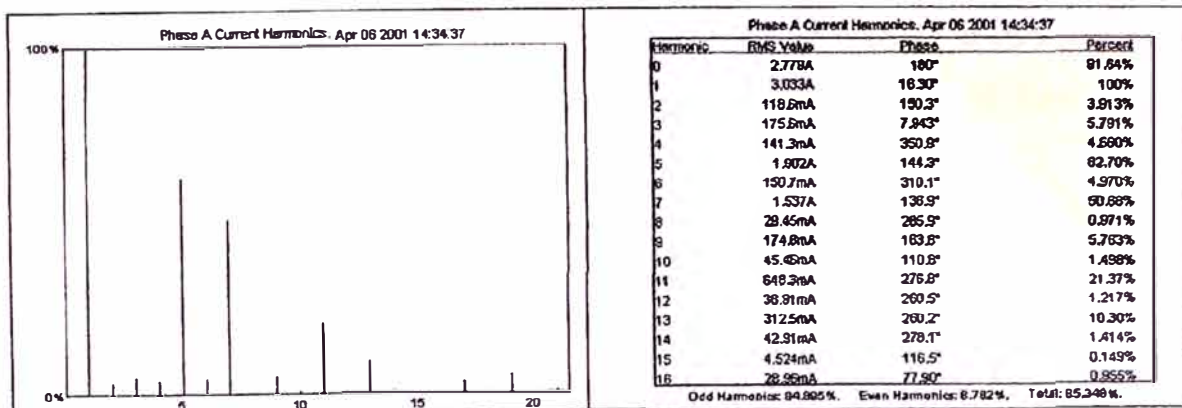 Phase A Current Harmonics. Apr 06 2001 14:34:37
100%
0%
5
10
15
20
Phase A Current Harmonics. Apr 06 2001 14:34:37
Harmonic RMS Value Phase Percent
0 2.779A 180° 91.64%
1 3.033A 16.30° 100%
2 118.6mA 150.3° 3.913%
3 175.6mA 7.943° 5.791%
4 141.3mA 350.9° 4.660%
5 1.902A 144.3° 62.70%
6 150.7mA 310.1° 4.970%
7 1.537A 136.9° 50.68%
8 29.45mA 285.9° 0.971%
9 174.8mA 163.8° 5.763%
10 45.45mA 110.8° 1.498%
11 648.3mA 276.8° 21.37%
12 36.91mA 260.5° 1.217%
13 312.5mA 260.2° 10.30%
14 42.91mA 278.1° 1.414%
15 4.524mA 116.5° 0.149%
16 28.96mA 77.90° 0.955%
Odd Harmonics: 84.895%. Even Harmonics: 8.782%. Total: 85.348%.